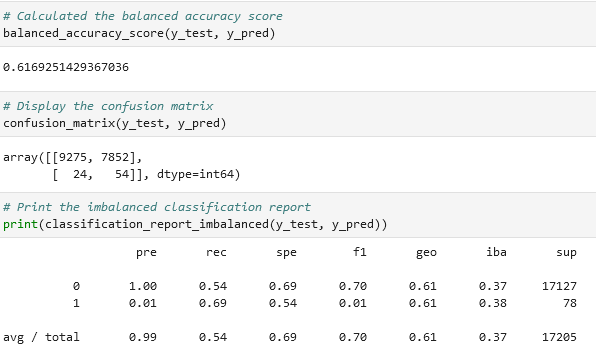 # Calculated the balanced accuracy score
balanced_accuracy_score(y_test, y_pred)
0.6169251429367036
# Display the confusion matrix
confusion_matrix(y_test, y_pred)
array([[9275, 7852],
       [  24,   54]], dtype=int64)
# Print the imbalanced classification report
print(classification_report_imbalanced(y_test, y_pred))
pre rec spe f1 geo iba sup
0 1.00 0.54 0.69 0.70 0.61 0.37 17127
1 0.01 0.69 0.54 0.01 0.61 0.38 78
avg / total 0.99 0.54 0.69 0.70 0.61 0.37 17205